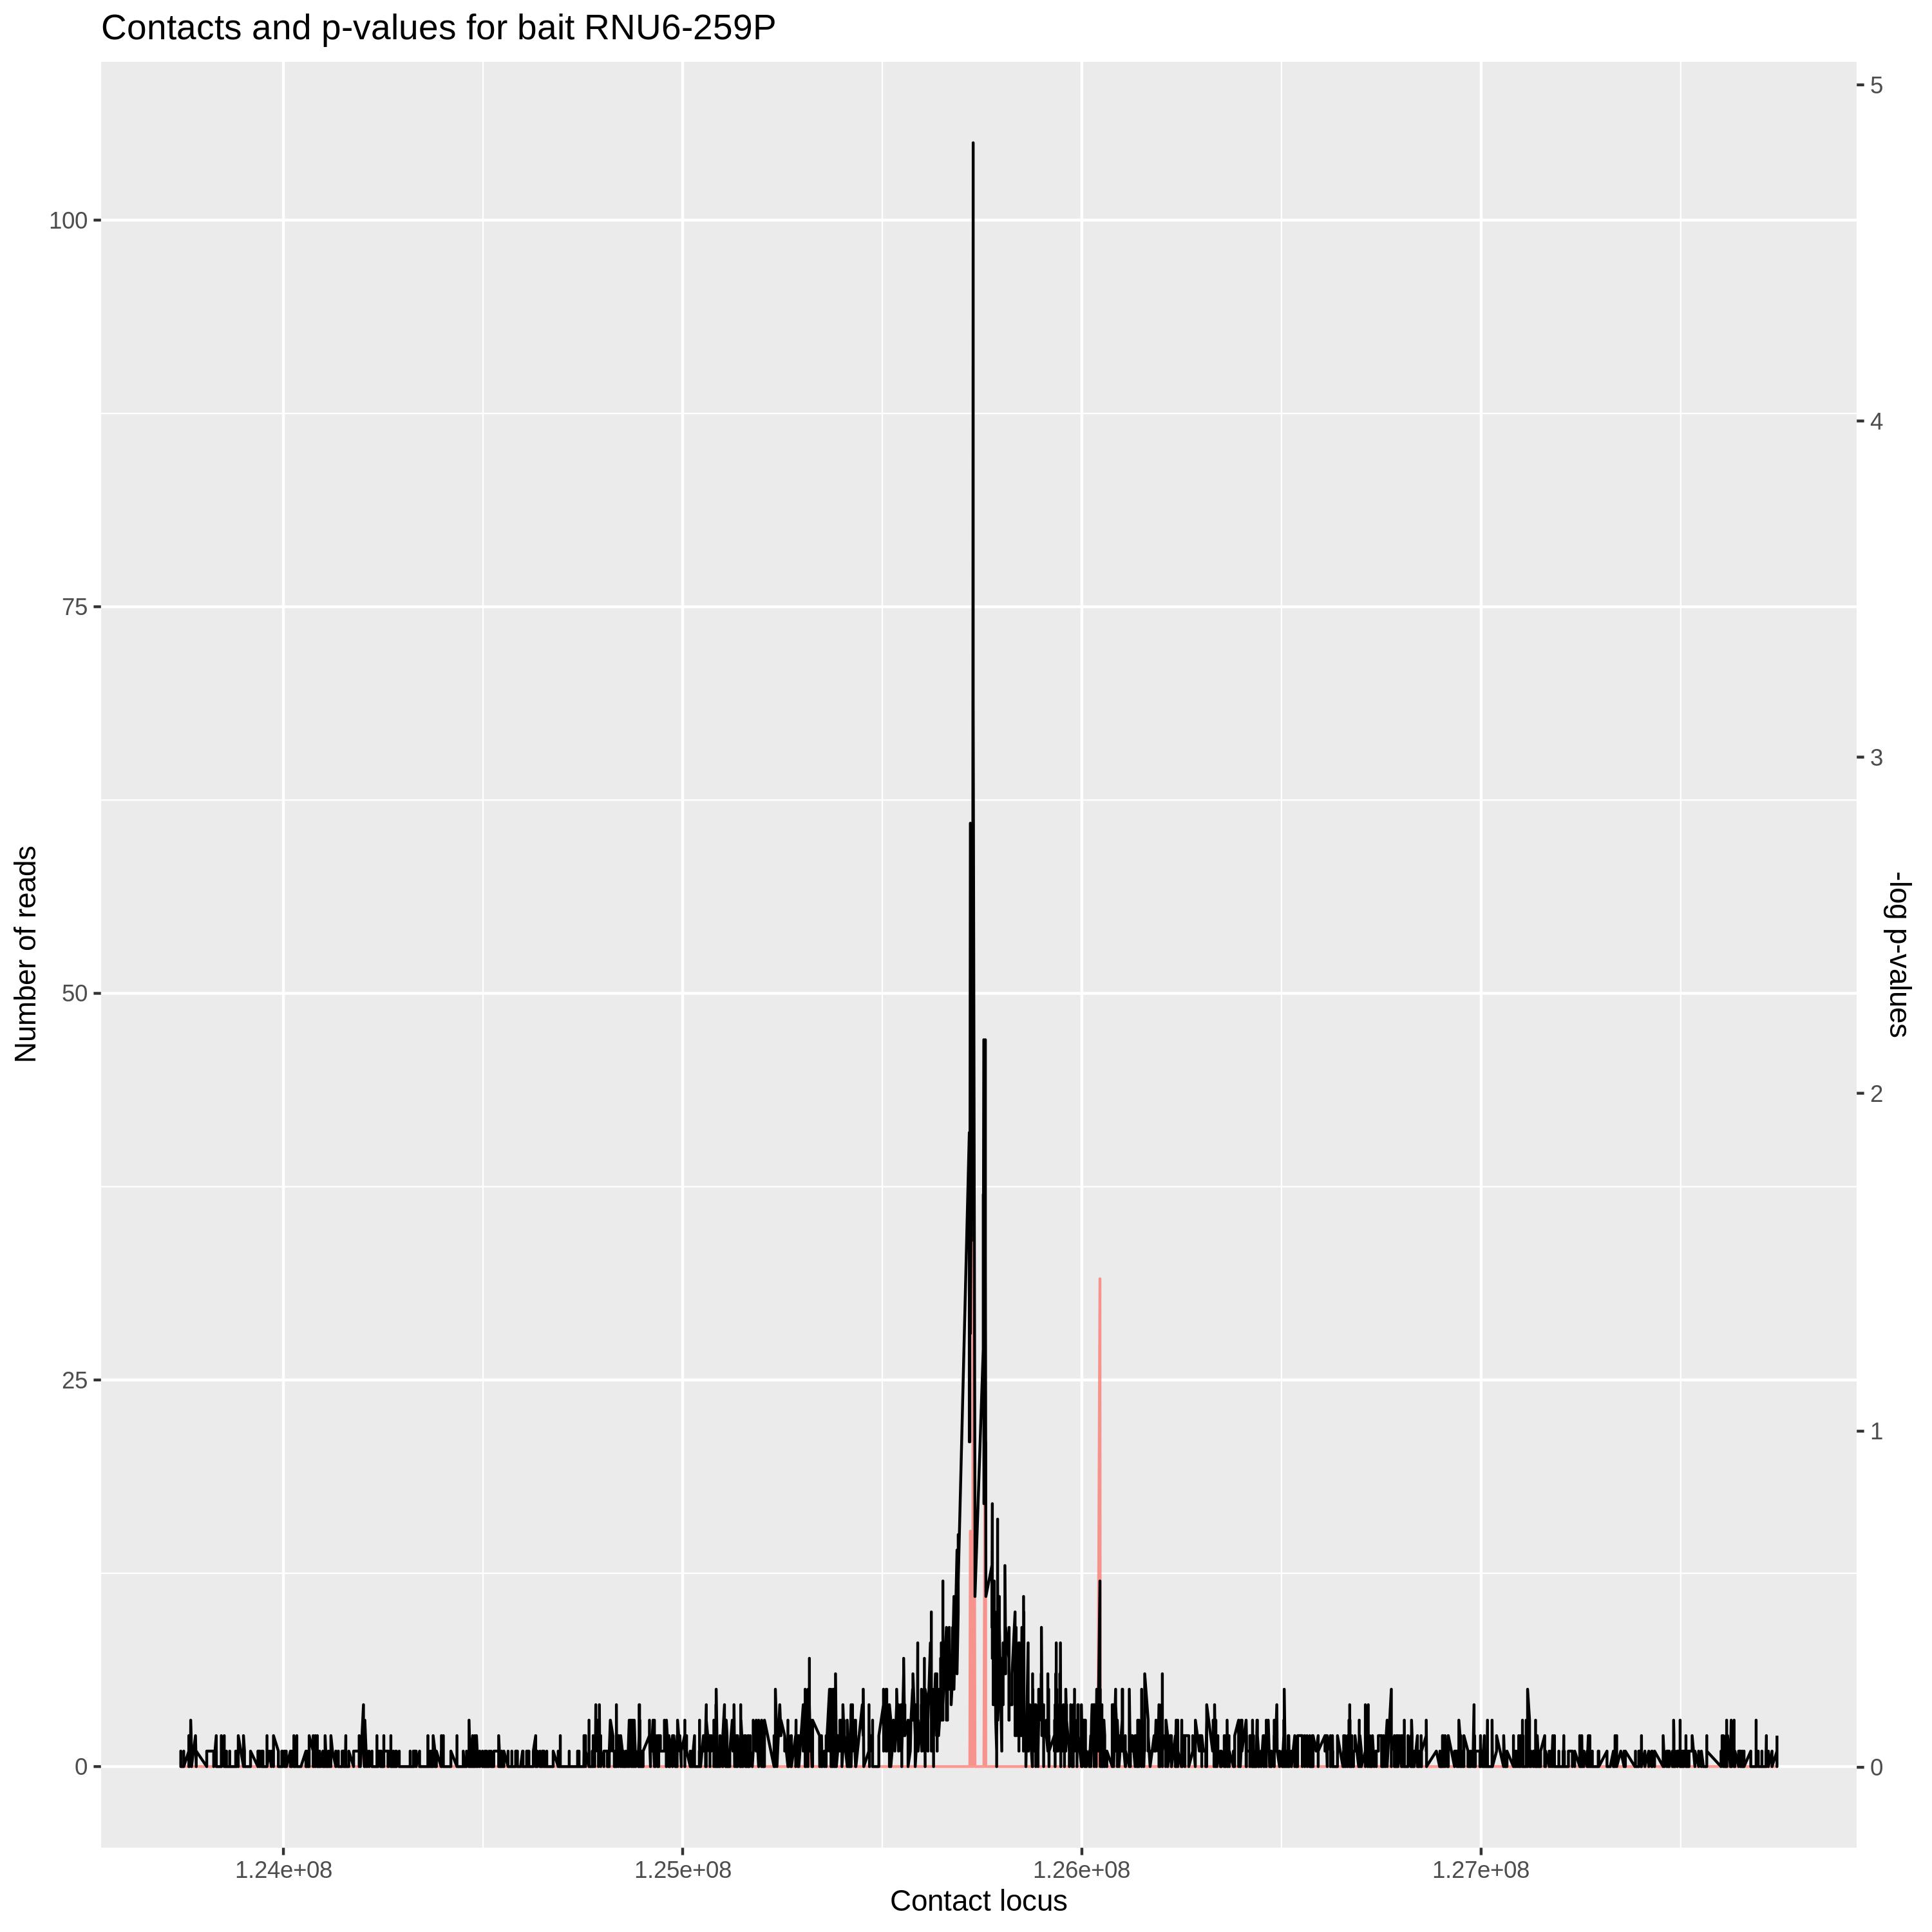 Contacts and p-values for bait RNU6-259P
Number of reads
100
75
50
25
0
5
4
3
2
1
0
-log p-values
1.24e+08 1.25e+08 1.26e+08 1.27e+08
Contact locus